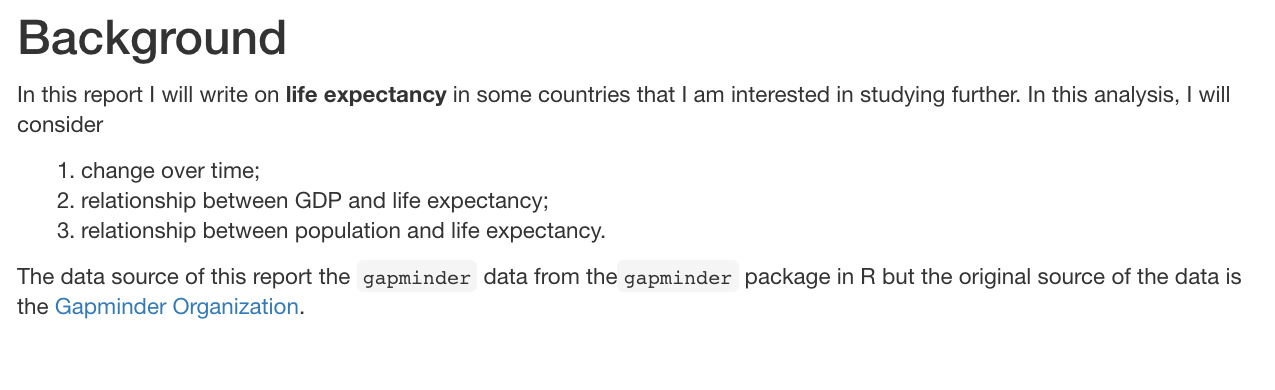 Background
In this report I will write on life expectancy in some countries that I am interested in studying further. In this analysis, I will
consider
1. change over time;
2. relationship between GDP and life expectancy;
3. relationship between population and life expectancy.
The data source of this report the gapminder data from the gapminder package in R but the original source of the data is
the Gapminder Organization.